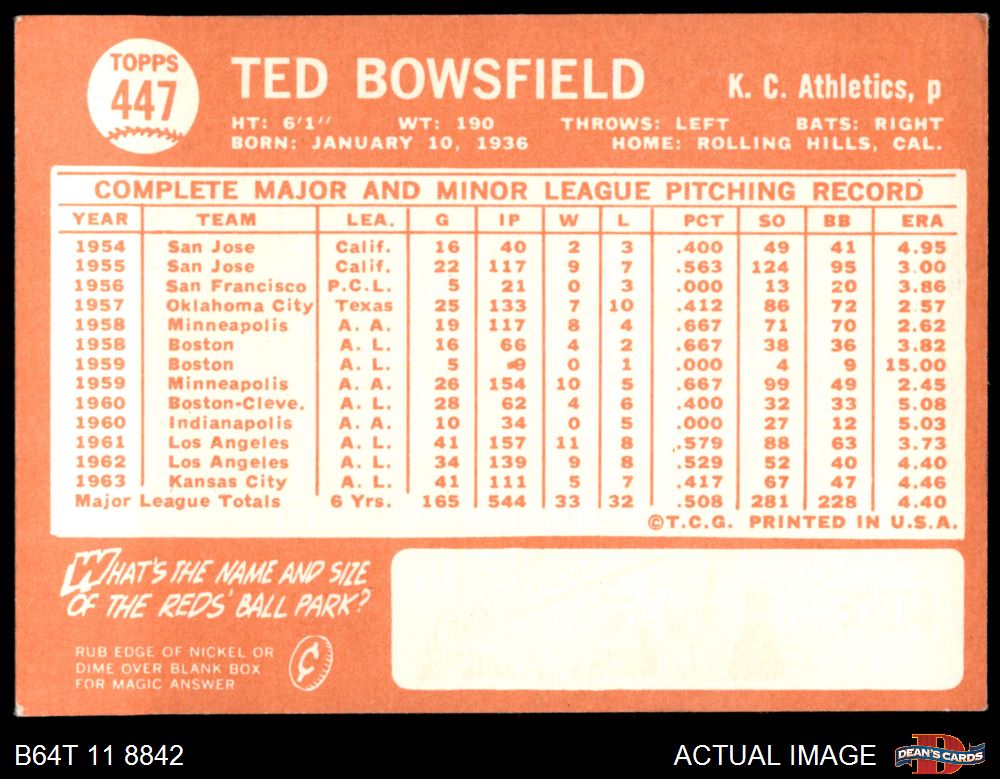 TOPPS
447
TED BOWSFIELD
K. C. Athletics, p
HT: 6'1" WT: 190 THROWS: LEFT BATS: RIGHT
BORN: JANUARY 10, 1936 HOME: ROLLING HILLS, CAL.
COMPLETE MAJOR AND MINOR LEAGUE PITCHING RECORD
YEAR TEAM LEA. G IP W L PCT SO BB ERA
1954 San Jose Calif. 16 40 2 3 .400 49 41 4.95
1955 San Jose Calif. 22 117 9 7 .563 124 95 3.00
1956 San Francisco P.C.L. 5 21 0 3 .000 13 20 3.86
1957 Oklahoma City Texas 25 133 7 10 .412 86 72 2.57
1958 Minneapolis A. A. 19 117 8 4 .667 71 70 2.62
1958 Boston A. L. 16 66 4 2 .667 38 36 3.82
1959 Boston A. L. 5 9 0 1 .000 4 9 15.00
1959 Minneapolis A. A. 26 154 10 5 .667 99 49 2.45
1960 Boston-Cleve. A. L. 28 62 4 6 .400 32 33 5.08
1960 Indianapolis A. A. 10 34 0 5 .000 27 12 5.03
1961 Los Angeles A. L. 41 157 11 8 .579 88 63 3.73
1962 Los Angeles A. L. 34 139 9 8 .529 52 40 4.40
1963 Kansas City A. L. 41 111 5 7 .417 67 47 4.46
Major League Totals 6 Yrs. 165 544 33 32 .508 281 228 4.40
©T.C.G. PRINTED IN U.S.A.
WHAT'S THE NAME AND SIZE
OF THE REDS' BALL PARK?
RUB EDGE OF NICKEL OR
DIME OVER BLANK BOX
FOR MAGIC ANSWER
¢
B64T 11 8842
ACTUAL IMAGE
D
DEAN'S CARDS